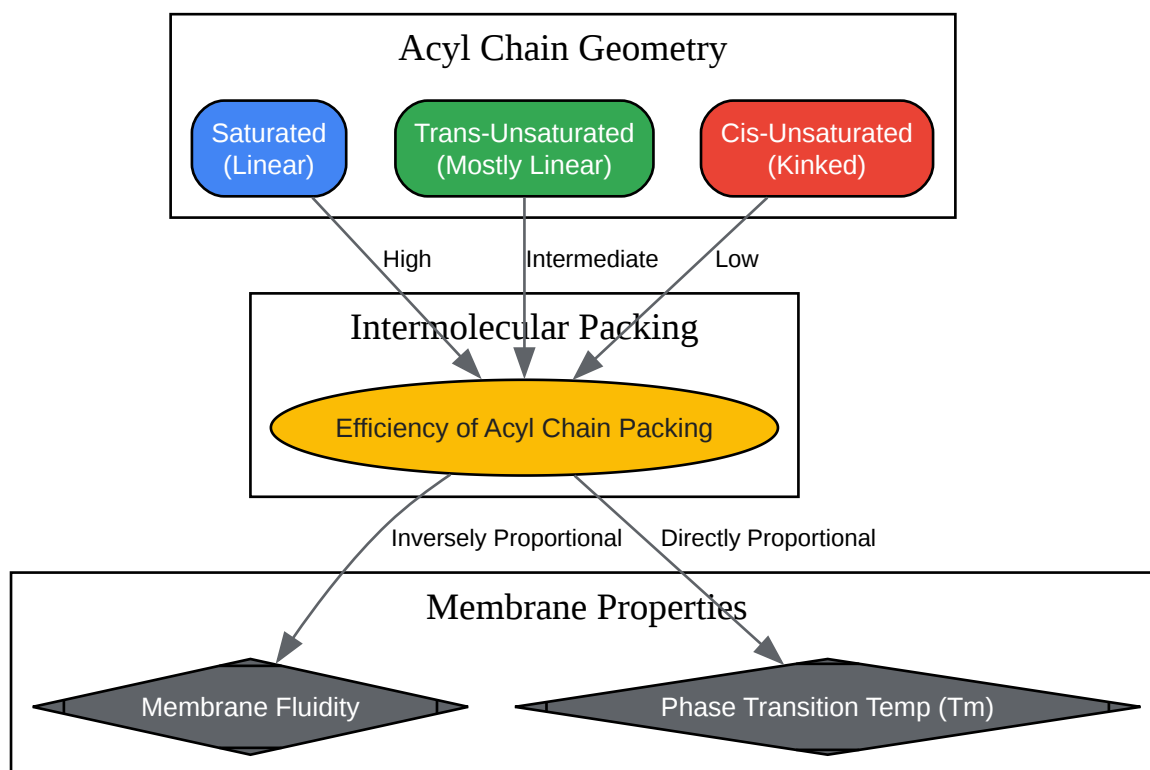 Acyl Chain Geometry
Saturated
(Linear)
Trans-Unsaturated
(Mostly Linear)
Cis-Unsaturated
(Kinked)
High
Intermediate
Low
Intermolecular Packing
Efficiency of Acyl Chain Packing
Inversely Proportional
Directly Proportional
Membrane Properties
Membrane Fluidity
Phase Transition Temp (Tm)